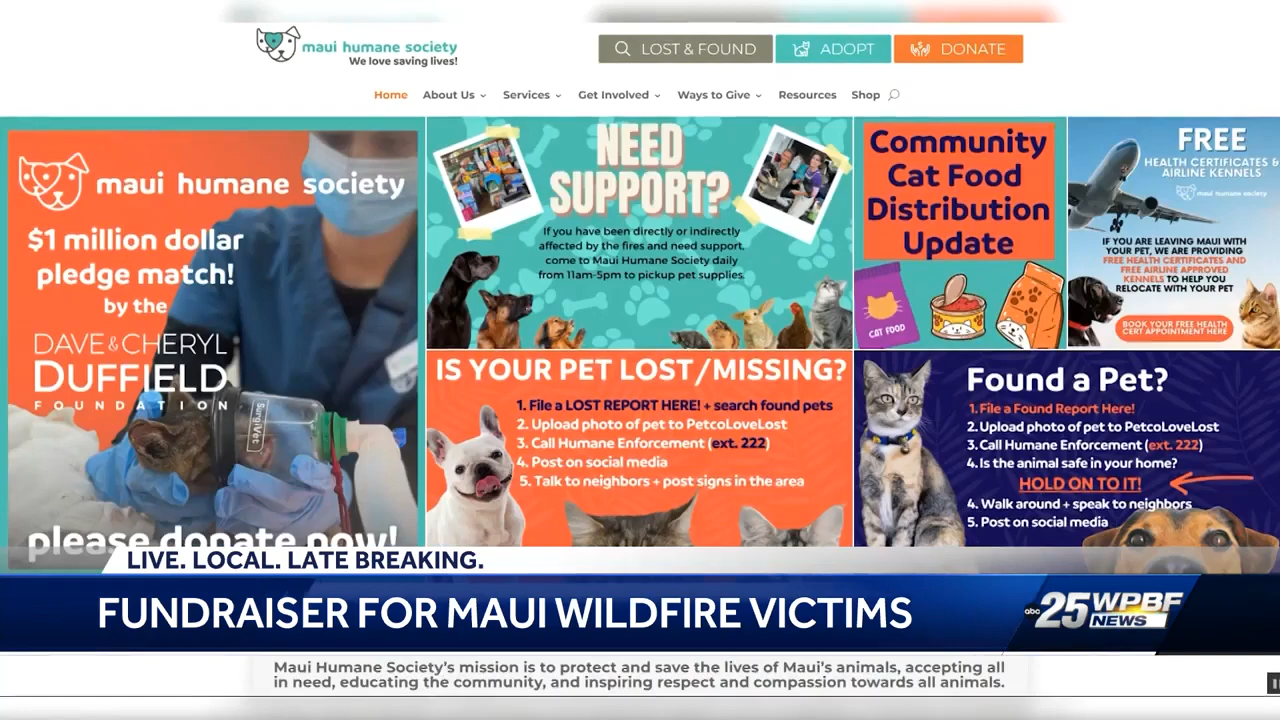 maui humane society
We love saving lives!
LOST & FOUND
ADOPT
DONATE
Home
About Us
Services
Get Involved
Ways to Give
Resources
Shop
maui humane society
$1 million dollar
pledge match!
by the
DAVE & CHERYL
DUFFIELD
FOUNDATION
SurgiVet
please donate now!
NEED
SUPPORT?
If you have been directly or indirectly
affected by the fires and need support,
come to Maui Humane Society daily
from 11am-5pm to pickup pet supplies.
Community
Cat Food
Distribution
Update
CAT FOOD
FREE
HEALTH CERTIFICATES &
AIRLINE KENNELS
maui humane society
IF YOU ARE LEAVING MAUI WITH
YOUR PET, WE ARE PROVIDING
FREE HEALTH CERTIFICATES AND
FREE AIRLINE APPROVED
KENNELS TO HELP YOU
RELOCATE WITH YOUR PET
BOOK YOUR FREE HEALTH
CERT APPOINTMENT HERE
IS YOUR PET LOST/MISSING?
1. File a LOST REPORT HERE! + search found pets
2. Upload photo of pet to PetcoLoveLost
3. Call Humane Enforcement (ext. 222)
4. Post on social media
5. Talk to neighbors + post signs in the area
Found a Pet?
1. File a Found Report Here!
2. Upload photo of pet to PetcoLoveLost
3. Call Humane Enforcement (ext. 222)
4. Is the animal safe in your home?
HOLD ON TO IT!
4. Walk around + speak to neighbors
5. Post on social media
LIVE. LOCAL. LATE BREAKING.
FUNDRAISER FOR MAUI WILDFIRE VICTIMS
abc 25 WPBF
NEWS
Maui Humane Society's mission is to protect and save the lives of Maui's animals, accepting all
in need, educating the community, and inspiring respect and compassion towards all animals.